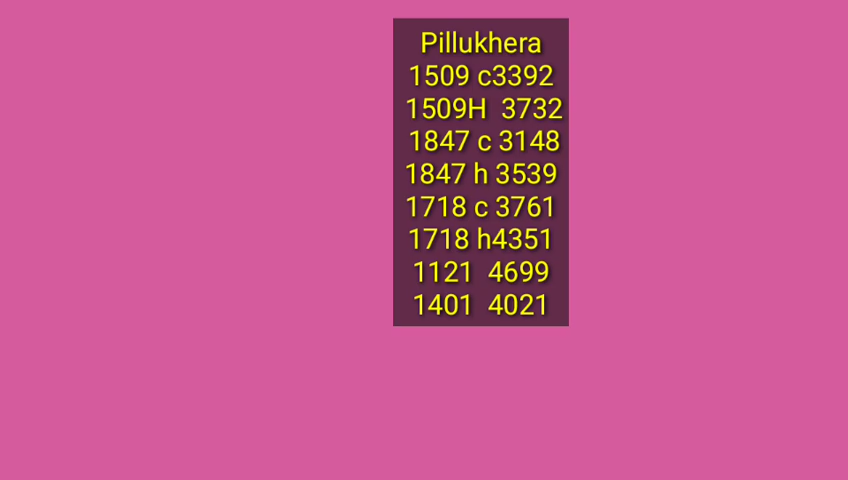 Pillukhera
1509 c3392
1509H 3732
1847 c 3148
1847 h 3539
1718 c 3761
1718 h4351
1121 4699
1401 4021